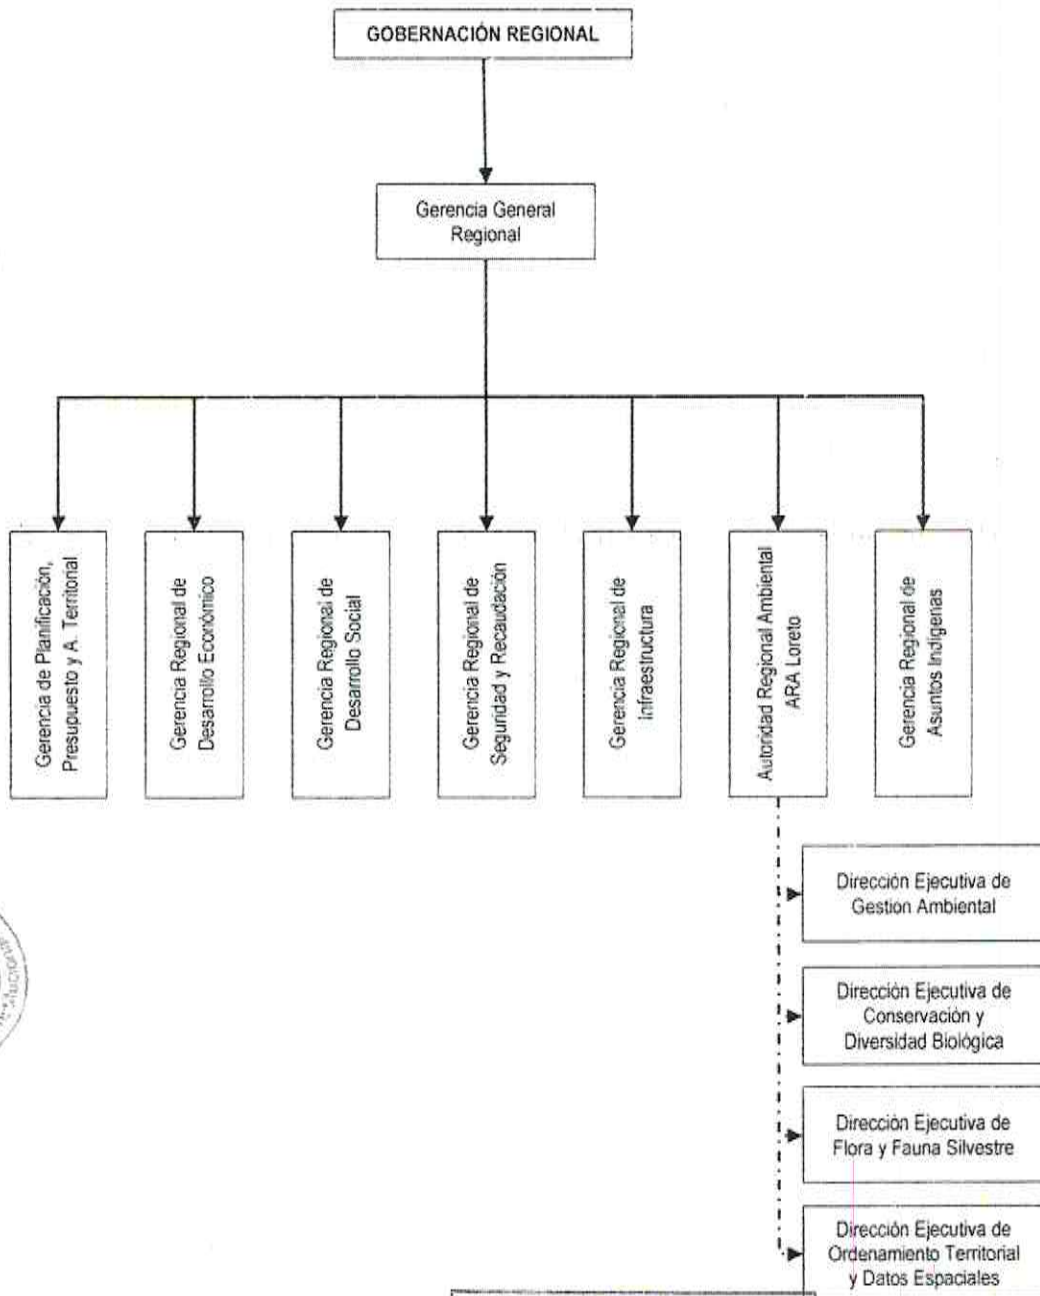 GOBERNACIÓN REGIONAL
Gerencia General
Regional
Gerencia de Planificación,
Presupuesto y A. Territorial
Gerencia Regional de
Desarrollo Económico
Gerencia Regional de
Desarrollo Social
Gerencia Regional de
Seguridad y Recaudación
Gerencia Regional de
Infraestructura
Autoridad Regional Ambiental
ARA Loreto
Gerencia Regional de
Asuntos Indigenas
Dirección Ejecutiva de
Gestion Ambiental
Dirección Ejecutiva de
Conservación y
Diversidad Biológica
Dirección Ejecutiva de
Flora y Fauna Silvestre
Dirección Ejecutiva de
Ordenamiento Territorial
y Datos Espaciales